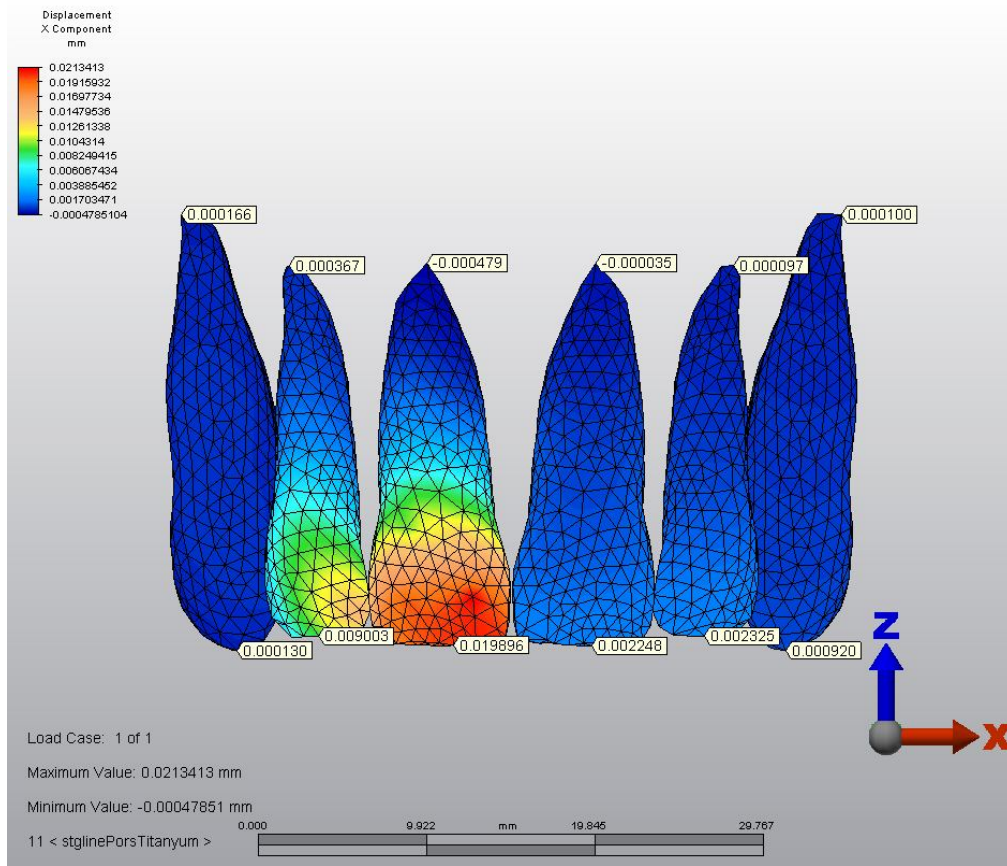 Displacement
X Component
mm
0.0213413
0.01915932
0.01697734
0.01479536
0.01261338
0.0104314
0.008249415
0.006067434
0.003885452
0.001703471
-0.0004785104
0.000166
0.000367
-0.000479
-0.000035
0.000097
0.000100
0.000130
0.009003
0.019896
0.002248
0.002325
0.000920
Z
X
Load Case: 1 of 1
Maximum Value: 0.0213413 mm
Minimum Value: -0.00047851 mm
11 < stglinePorsTitanyum >
0.000 9.922 mm 19.845 29.767